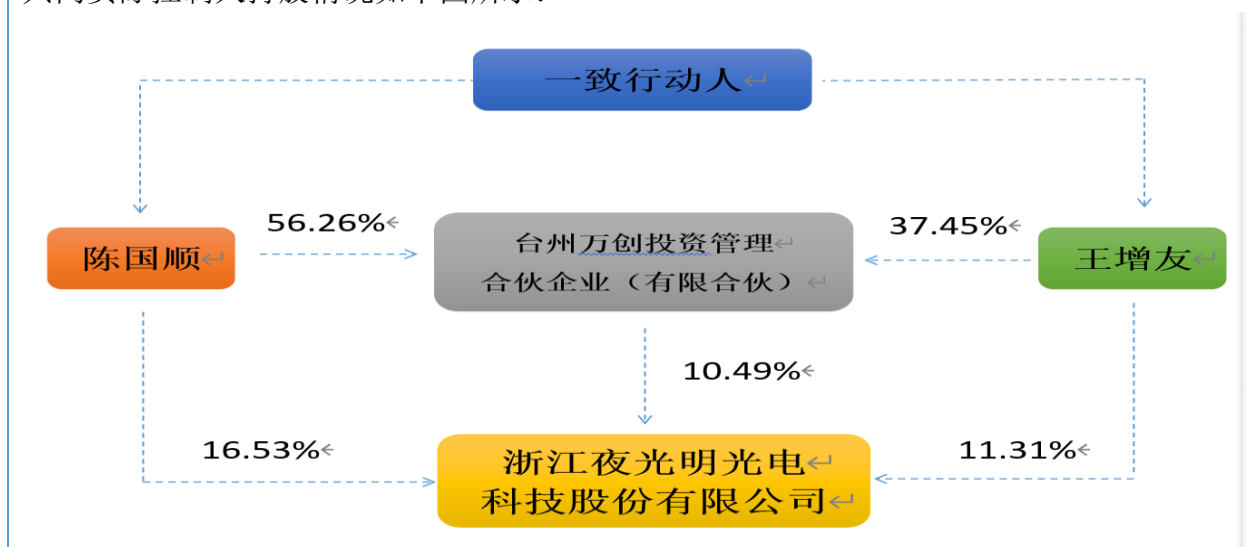 一致行动人
56.26%
37.45%
陈国顺
台州万创投资管理
合伙企业（有限合伙）
王增友
10.49%
16.53%
11.31%
浙江夜光明光电
科技股份有限公司